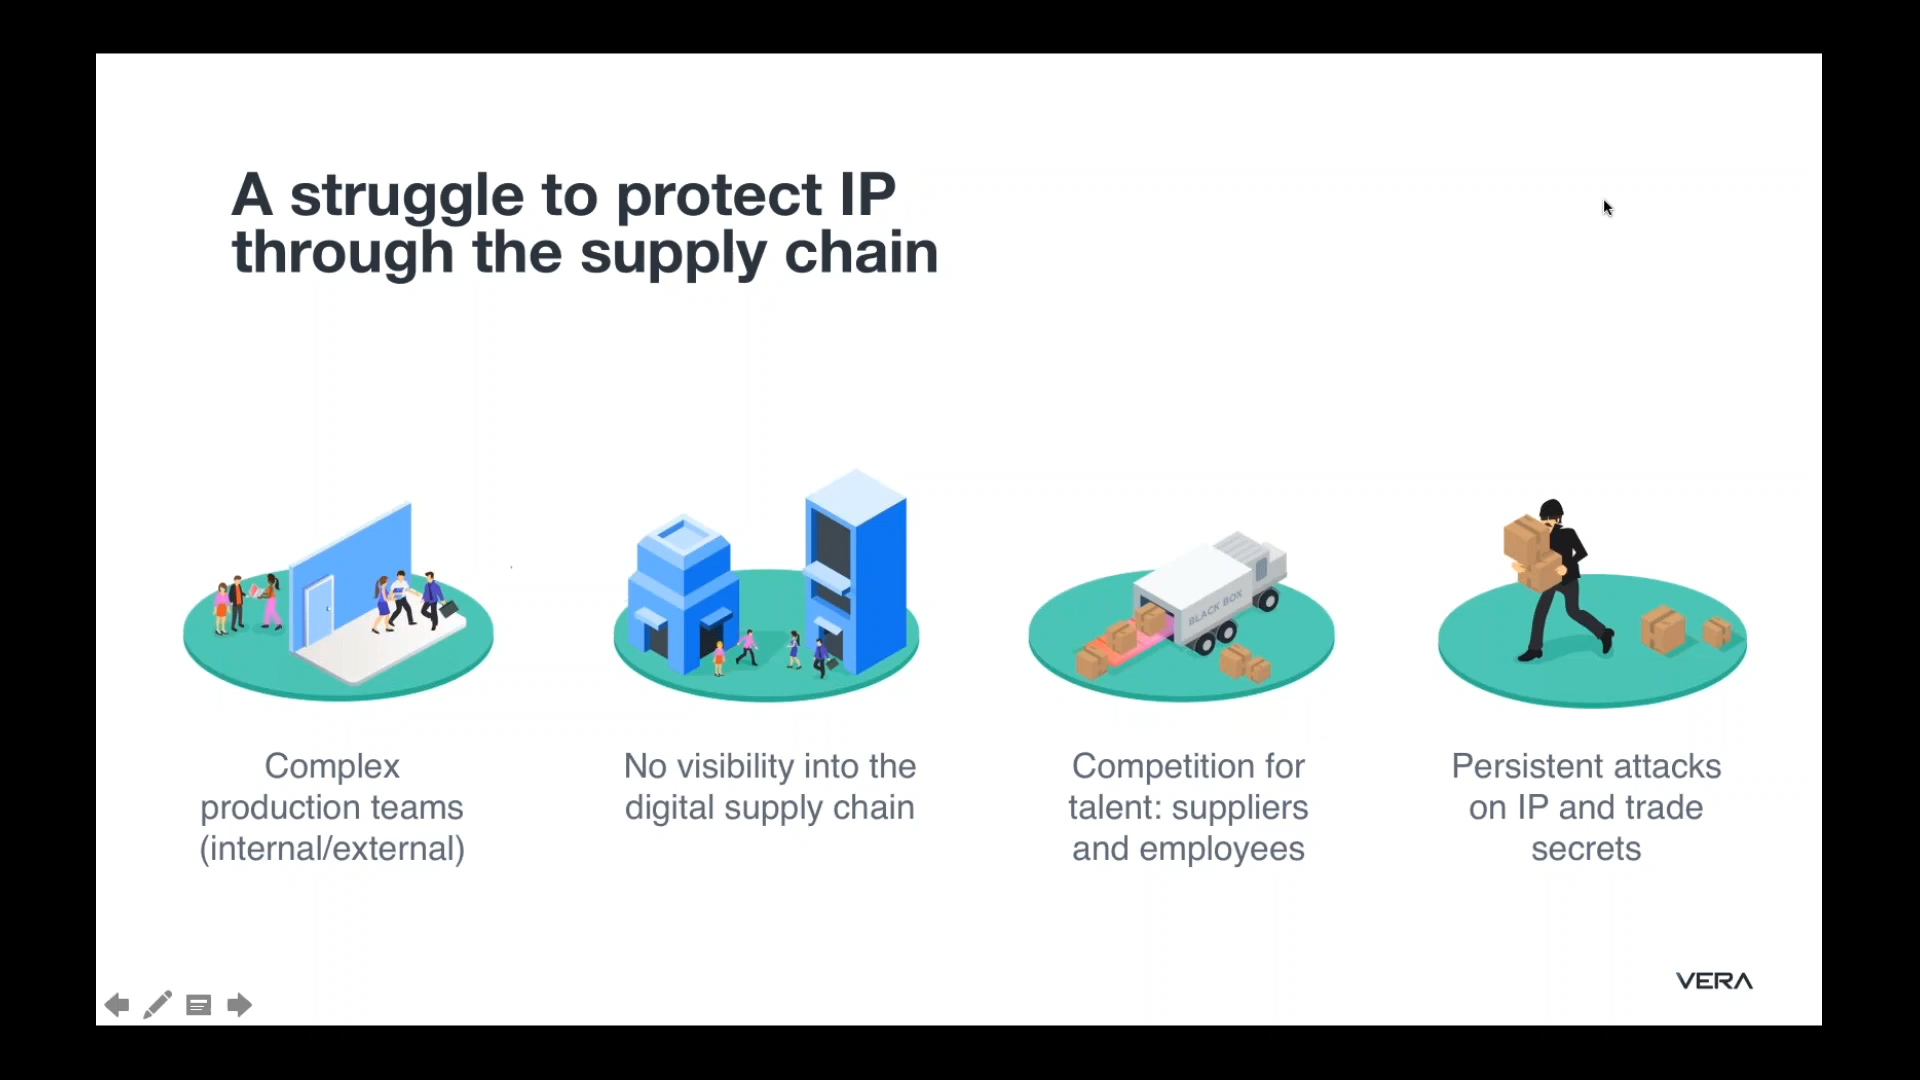 A struggle to protect IP
through the supply chain
BLACK BOX
Complex
production teams
(internal/external)
No visibility into the
digital supply chain
Competition for
talent: suppliers
and employees
Persistent attacks
on IP and trade
secrets
VERA